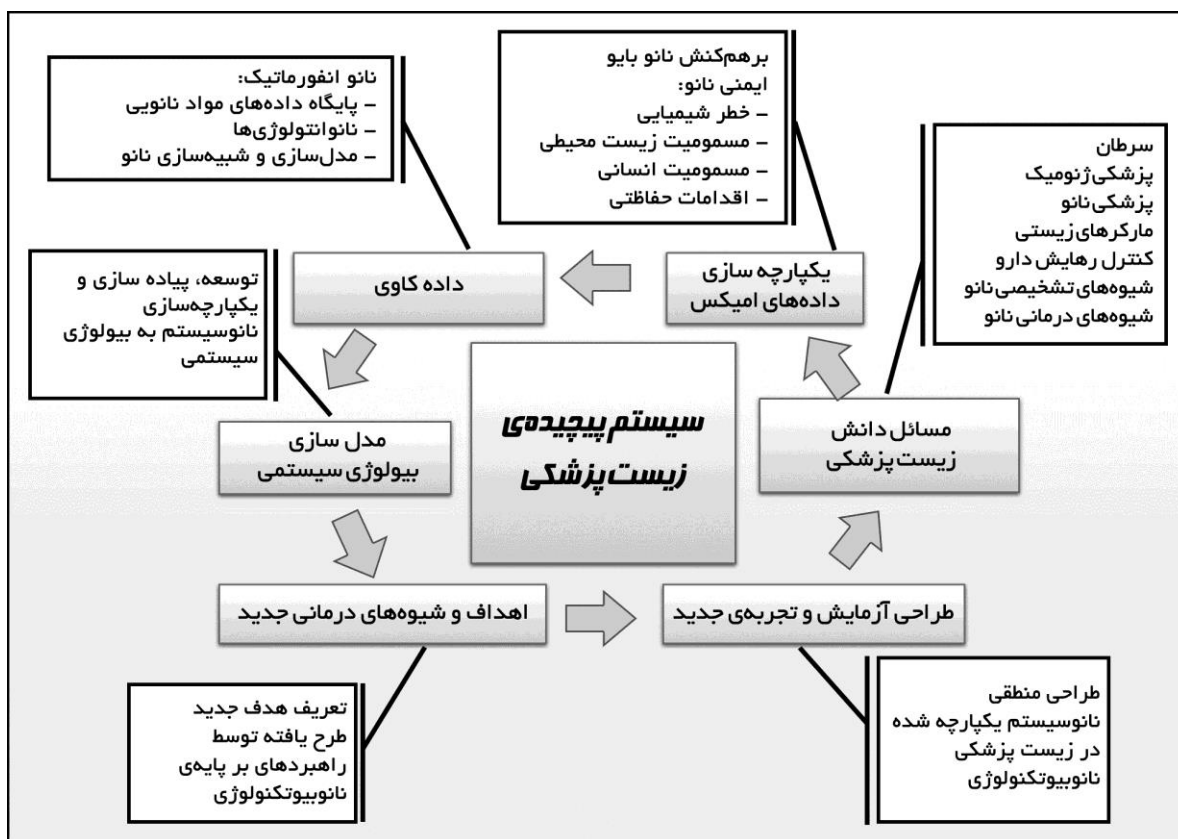 برهم‌کنش نانو بایو
ایمنی نانو:
– خطر شیمیایی
– مسمومیت زیست محیطی
– مسمومیت انسانی
– اقدامات حفاظتی
نانو انفورماتیک:
– پایگاه داده‌های مواد نانویی
– نانوانتولوژی‌ها
– مدل‌سازی و شبیه‌سازی نانو
سرطان
پزشکی ژنومیک
پزشکی نانو
مارکرهای زیستی
کنترل رهایش دارو
شیوه‌های تشخیصی نانو
شیوه‌های درمانی نانو
یکپارچه سازی
داده‌های امیکس
داده کاوی
توسعه، پیاده سازی و
یکپارچه‌سازی
نانوسیستم به بیولوژی
سیستمی
مسائل دانش
زیست پزشکی
سیستم پیچیده‌ی
زیست پزشکی
مدل سازی
بیولوژی سیستمی
طراحی آزمایش و تجربه‌ی جدید
اهداف و شیوه‌های درمانی جدید
طراحی منطقی
نانوسیستم یکپارچه شده
در زیست پزشکی
نانوبیوتکنولوژی
تعریف هدف جدید
طرح یافته توسط
راهبردهای بر پایه‌ی
نانوبیوتکنولوژی